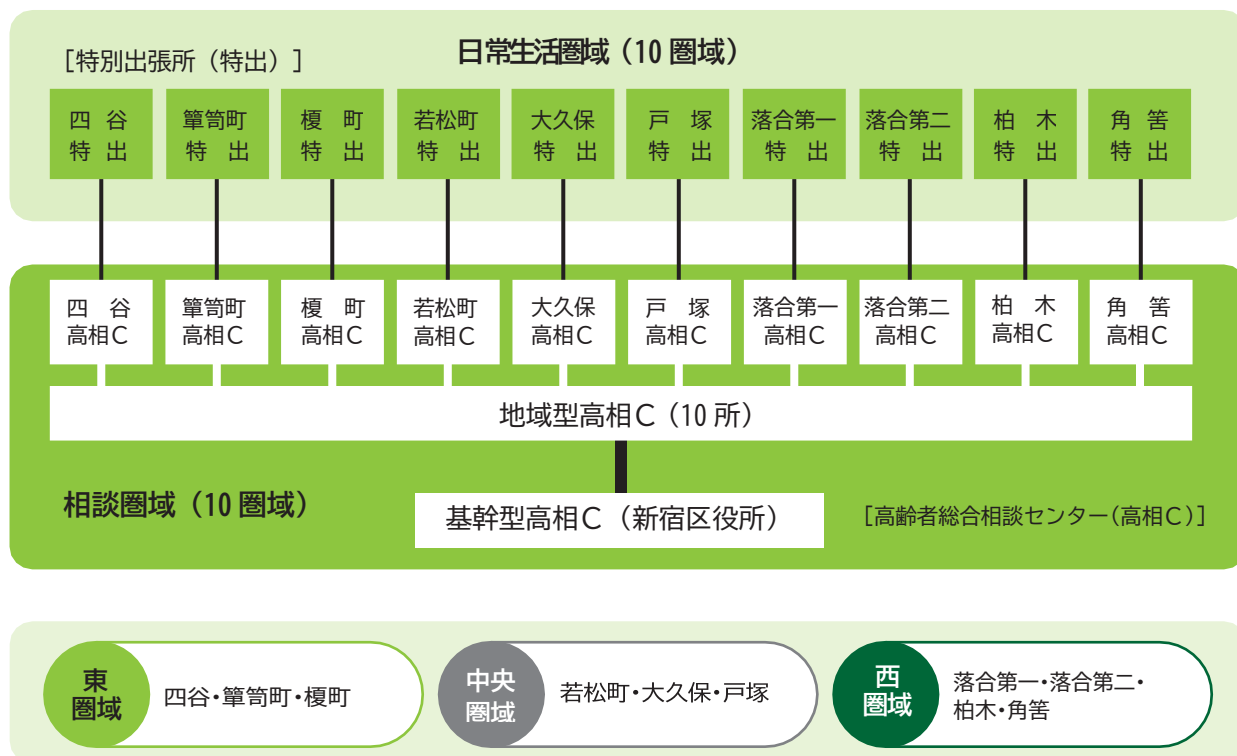 日常生活圏域（10 圏域）
［特別出張所（特出）］
四 谷
特 出
簞笥町
特 出
榎 町
特 出
若松町
特 出
大久保
特 出
戸 塚
特 出
落合第一
特 出
落合第二
特 出
柏 木
特 出
角 筈
特 出
四 谷
高相Ｃ
簞笥町
高相Ｃ
榎 町
高相Ｃ
若松町
高相Ｃ
大久保
高相Ｃ
戸 塚
高相Ｃ
落合第一
高相Ｃ
落合第二
高相Ｃ
柏 木
高相Ｃ
角 筈
高相Ｃ
地域型高相Ｃ（10 所）
相談圏域（10 圏域）
基幹型高相Ｃ（新宿区役所）
［高齢者総合相談センター（高相Ｃ）］
東
圏域
四谷・簞笥町・榎町
中央
圏域
若松町・大久保・戸塚
西
圏域
落合第一・落合第二・
柏木・角筈